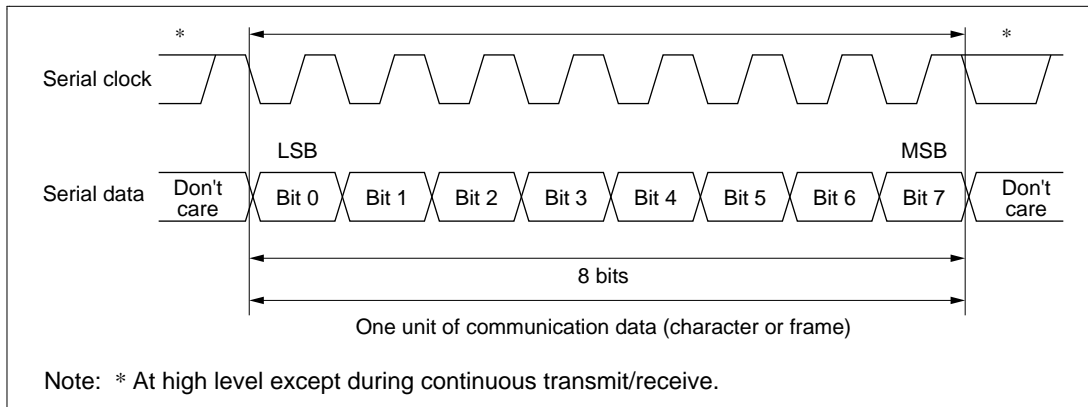 * *
Serial clock
LSB MSB
Serial data Don't care Bit 0 Bit 1 Bit 2 Bit 3 Bit 4 Bit 5 Bit 6 Bit 7 Don't care
8 bits
One unit of communication data (character or frame)
Note: * At high level except during continuous transmit/receive.